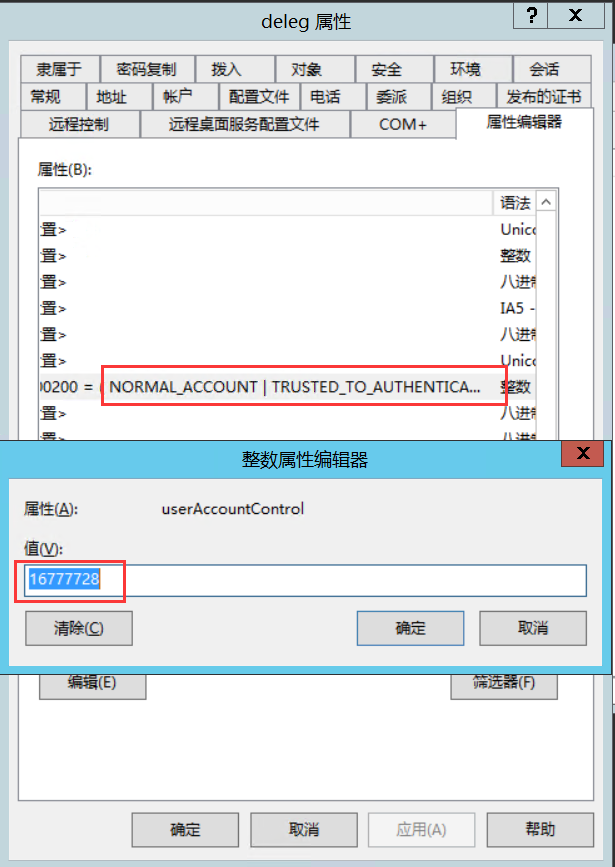 deleg 属性
? X
隶属于 密码复制 拨入 对象 安全 环境 会话
常规 地址 帐户 配置文件 电话 委派 组织 发布的证书
远程控制 远程桌面服务配置文件 COM+ 属性编辑器
属性(B):
语法
置> Unico
置> 整数
置> 八进制
置> IA5 -
置> 八进制
置> Unico
00200 = ( NORMAL_ACCOUNT | TRUSTED_TO_AUTHENTICA... 整数
置> 八进制
置> 八进制
整数属性编辑器 X
属性(A): userAccountControl
值(V):
16777728
清除(C) 确定 取消
编辑(E) 筛选器(F)
确定 取消 应用(A) 帮助